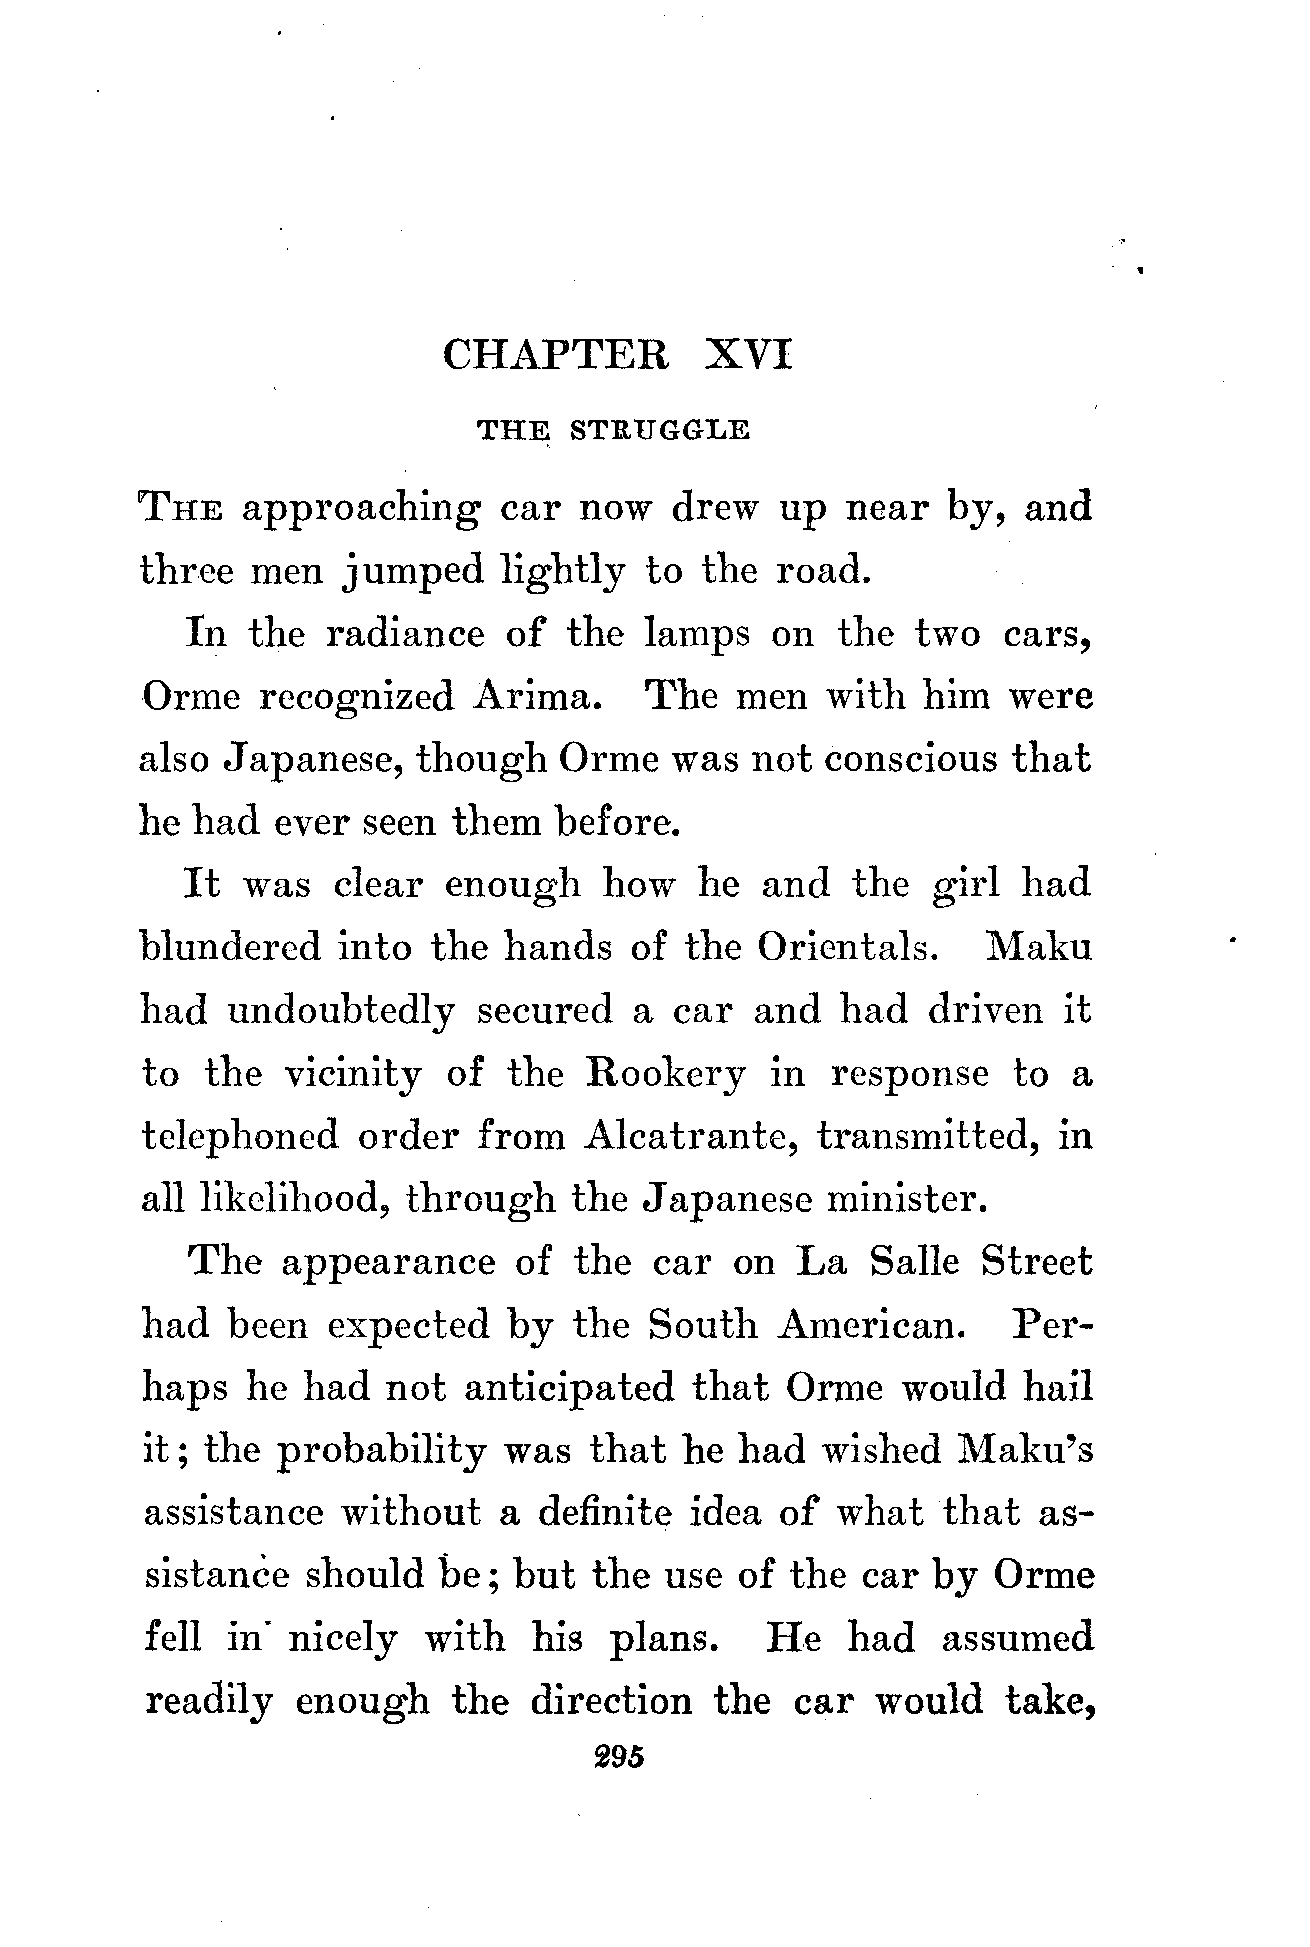 CHAPTER XVI
THE STRUGGLE
THE approaching car now drew up near by, and
three men jumped lightly to the road.
In the radiance of the lamps on the two cars,
Orme recognized Arima. The men with him were
also Japanese, though Orme was not conscious that
he had ever seen them before.
It was clear enough how he and the girl had
blundered into the hands of the Orientals. Maku
had undoubtedly secured a car and had driven it
to the vicinity of the Rookery in response to a
telephoned order from Alcatrante, transmitted, in
all likelihood, through the Japanese minister.
The appearance of the car on La Salle Street
had been expected by the South American. Per-
haps he had not anticipated that Orme would hail
it; the probability was that he had wished Maku's
assistance without a definite idea of what that as-
sistance should be; but the use of the car by Orme
fell in nicely with his plans. He had assumed
readily enough the direction the car would take,
295